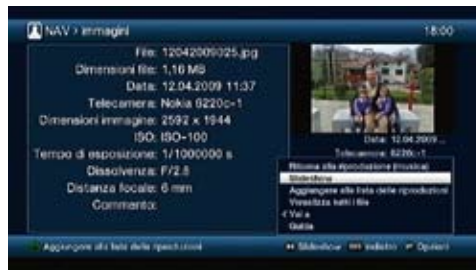 NAV > immagini
18:00
File: 12042009025.jpg
Dimensioni file: 1,16 MB
Data: 12.04.2009 11:37
Telecamera: Nokia 6220c-1
Dimensioni immagine: 2592 x 1944
ISO: ISO-100
Tempo di esposizione: 1/1000000 s
Dissolvenza: F/2.8
Distanza focale: 6 mm
Commento:
Data: 12.04.2009...
Telecamera: 6220c-1
Ritorna alla riproduzione (musica)
Slideshow
Aggiungere alla lista delle riproduzioni
Visualizza tutti i file
< Vai a
Guida
Aggiungere alla lista delle riproduzioni
Slideshow
Indietro
Opzioni